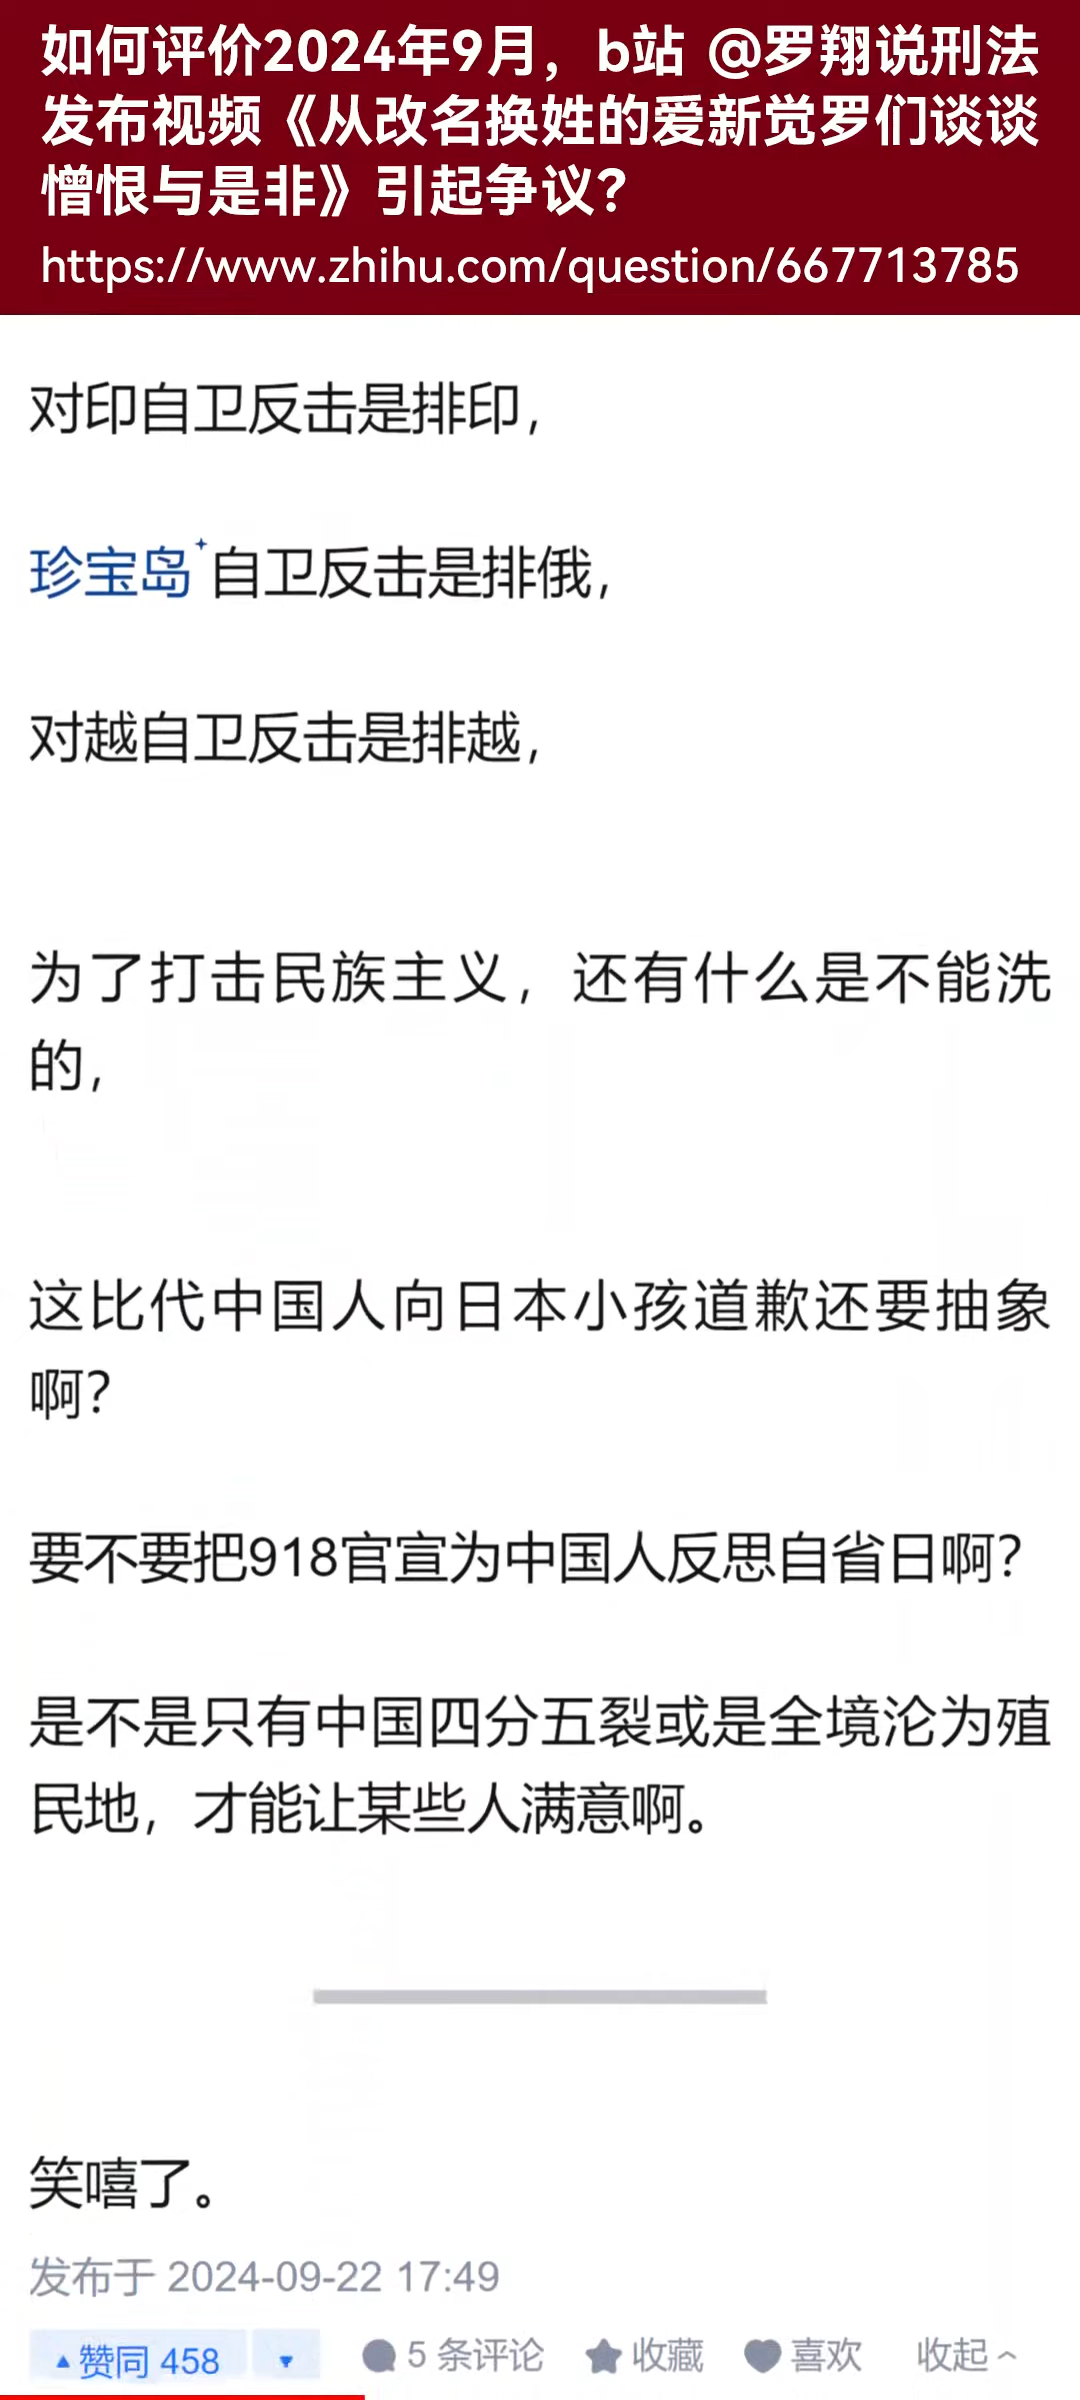 如何评价2024年9月，b站 @罗翔说刑法
发布视频《从改名换姓的爱新觉罗们谈谈
憎恨与是非》引起争议？
https://www.zhihu.com/question/667713785
对印自卫反击是排印，
珍宝岛自卫反击是排俄，
对越自卫反击是排越，
为了打击民族主义，还有什么是不能洗
的，
这比代中国人向日本小孩道歉还要抽象
啊？
要不要把918官宣为中国人反思自省日啊？
是不是只有中国四分五裂或是全境沦为殖
民地，才能让某些人满意啊。
笑嘻了。
发布于 2024-09-22 17:49
赞同 458 5 条评论 收藏 喜欢 收起